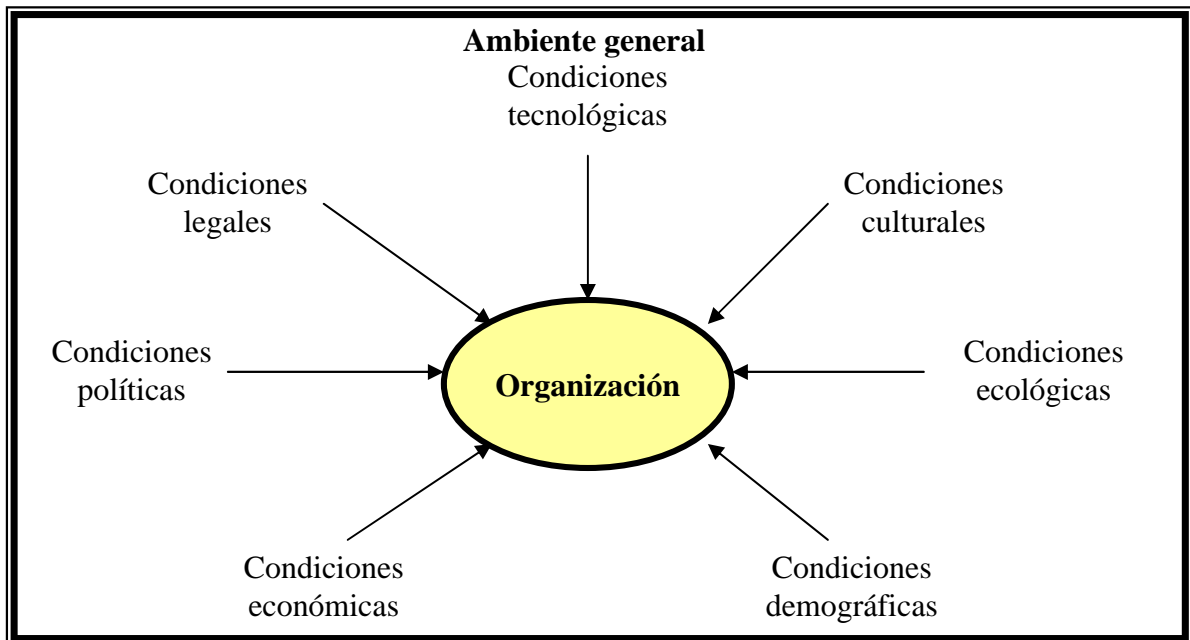 Ambiente general
Condiciones
tecnológicas
Condiciones
legales
Condiciones
culturales
Condiciones
políticas
Organización
Condiciones
ecológicas
Condiciones
económicas
Condiciones
demográficas